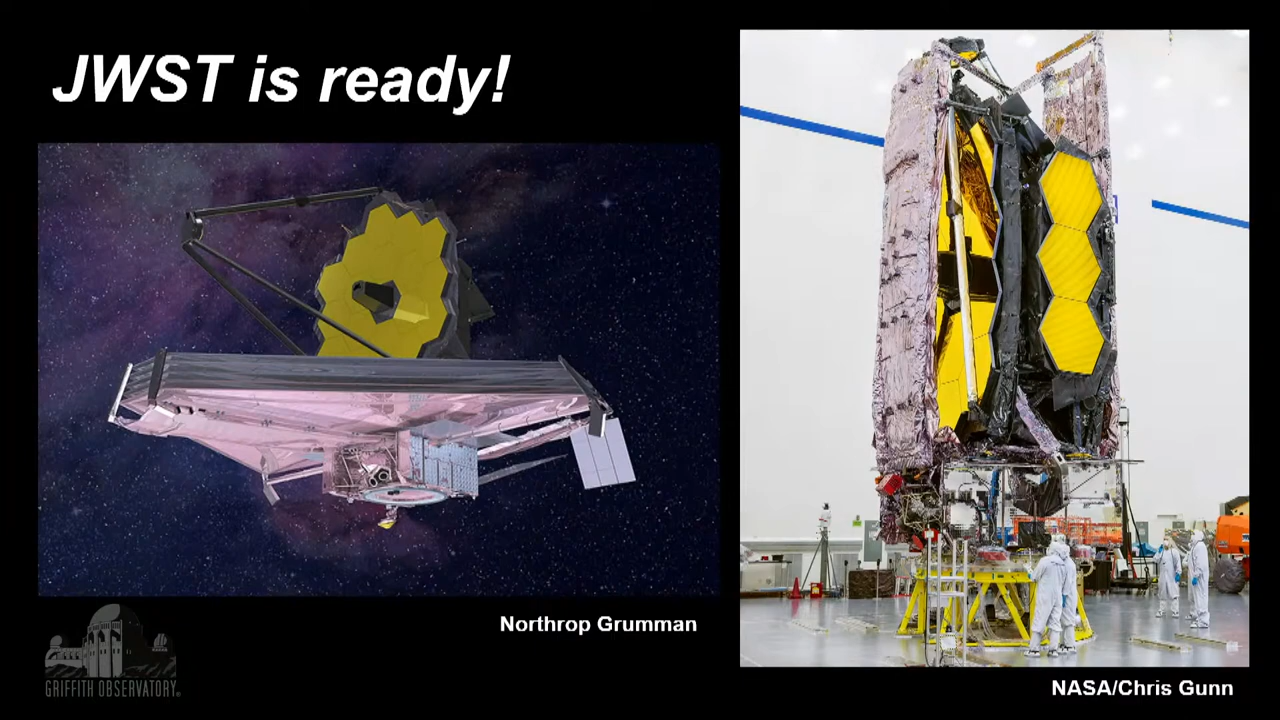 JWST is ready!
Northrop Grumman
GRIFFITH OBSERVATORY
NASA/Chris Gunn